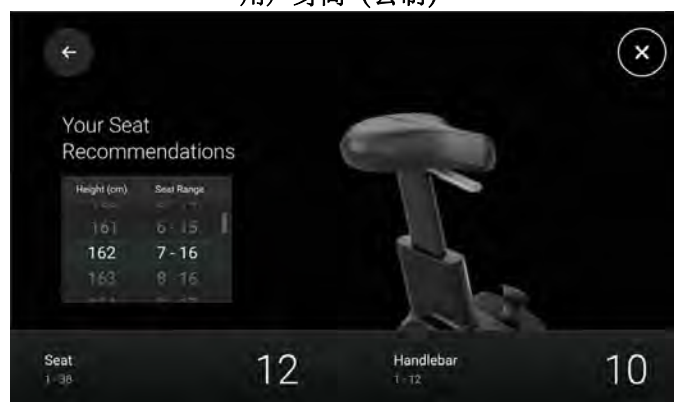 用户身高（公制）
Your Seat
Recommendations
Height (cm) Seat Range
161 6 - 15
162 7 - 16
163 8 - 16
Seat
1 - 38
12
Handlebar
1 - 12
10